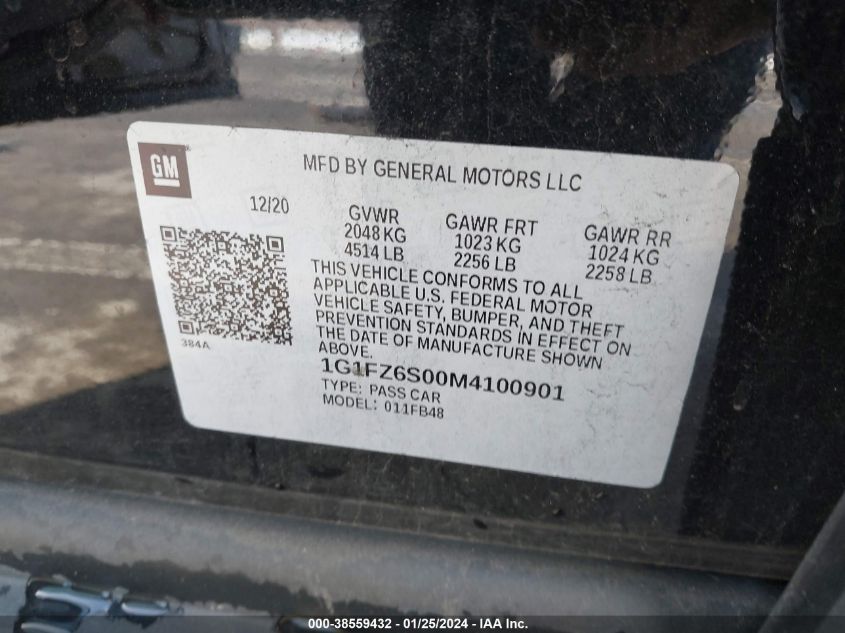 GM
MFD BY GENERAL MOTORS LLC
12/20
GVWR
2048 KG
4514 LB
GAWR FRT
1023 KG
2256 LB
GAWR RR
1024 KG
2258 LB
THIS VEHICLE CONFORMS TO ALL
APPLICABLE U.S. FEDERAL MOTOR
VEHICLE SAFETY, BUMPER, AND THEFT
PREVENTION STANDARDS IN EFFECT ON
THE DATE OF MANUFACTURE SHOWN
ABOVE.
384A
1G1FZ6S00M4100901
TYPE: PASS CAR
MODEL: 011FB48
000-38559432 - 01/25/2024 - IAA Inc.